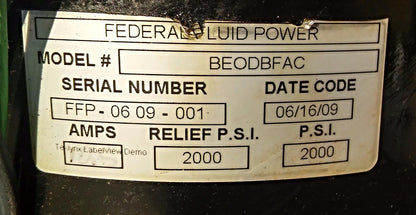 FEDERAL FLUID POWER
MODEL # BEODBFAC
SERIAL NUMBER DATE CODE
FFP - 06 09 - 001 06/16/09
AMPS RELIEF P.S.I. P.S.I.
Teklynx LabelView Demo 2000 2000